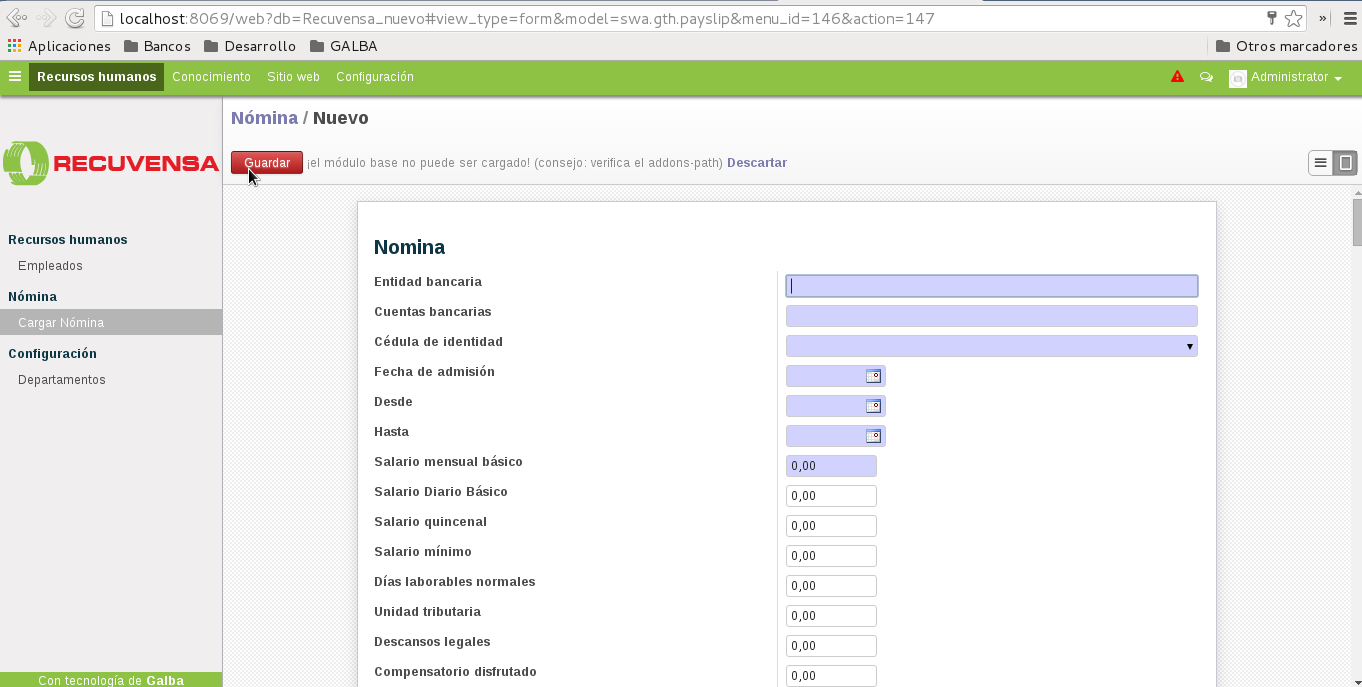 localhost:8069/web?db=Recuvensa_nuevo#view_type=form&model=swa.gth.payslip&menu_id=146&action=147
»
Aplicaciones Bancos Desarrollo GALBA Otros marcadores
Recursos humanos Conocimiento Sitio web Configuración Administrator
Nómina / Nuevo
Guardar ¡el módulo base no puede ser cargado! (consejo: verifica el addons-path) Descartar
RECUVENSA
Recursos humanos
Empleados
Nómina
Cargar Nómina
Configuración
Departamentos
Con tecnología de Galba
Nomina
Entidad bancaria
Cuentas bancarias
Cédula de identidad
Fecha de admisión
Desde
Hasta
Salario mensual básico 0,00
Salario Diario Básico 0,00
Salario quincenal 0,00
Salario mínimo 0,00
Días laborables normales 0,00
Unidad tributaria 0,00
Descansos legales 0,00
Compensatorio disfrutado 0,00